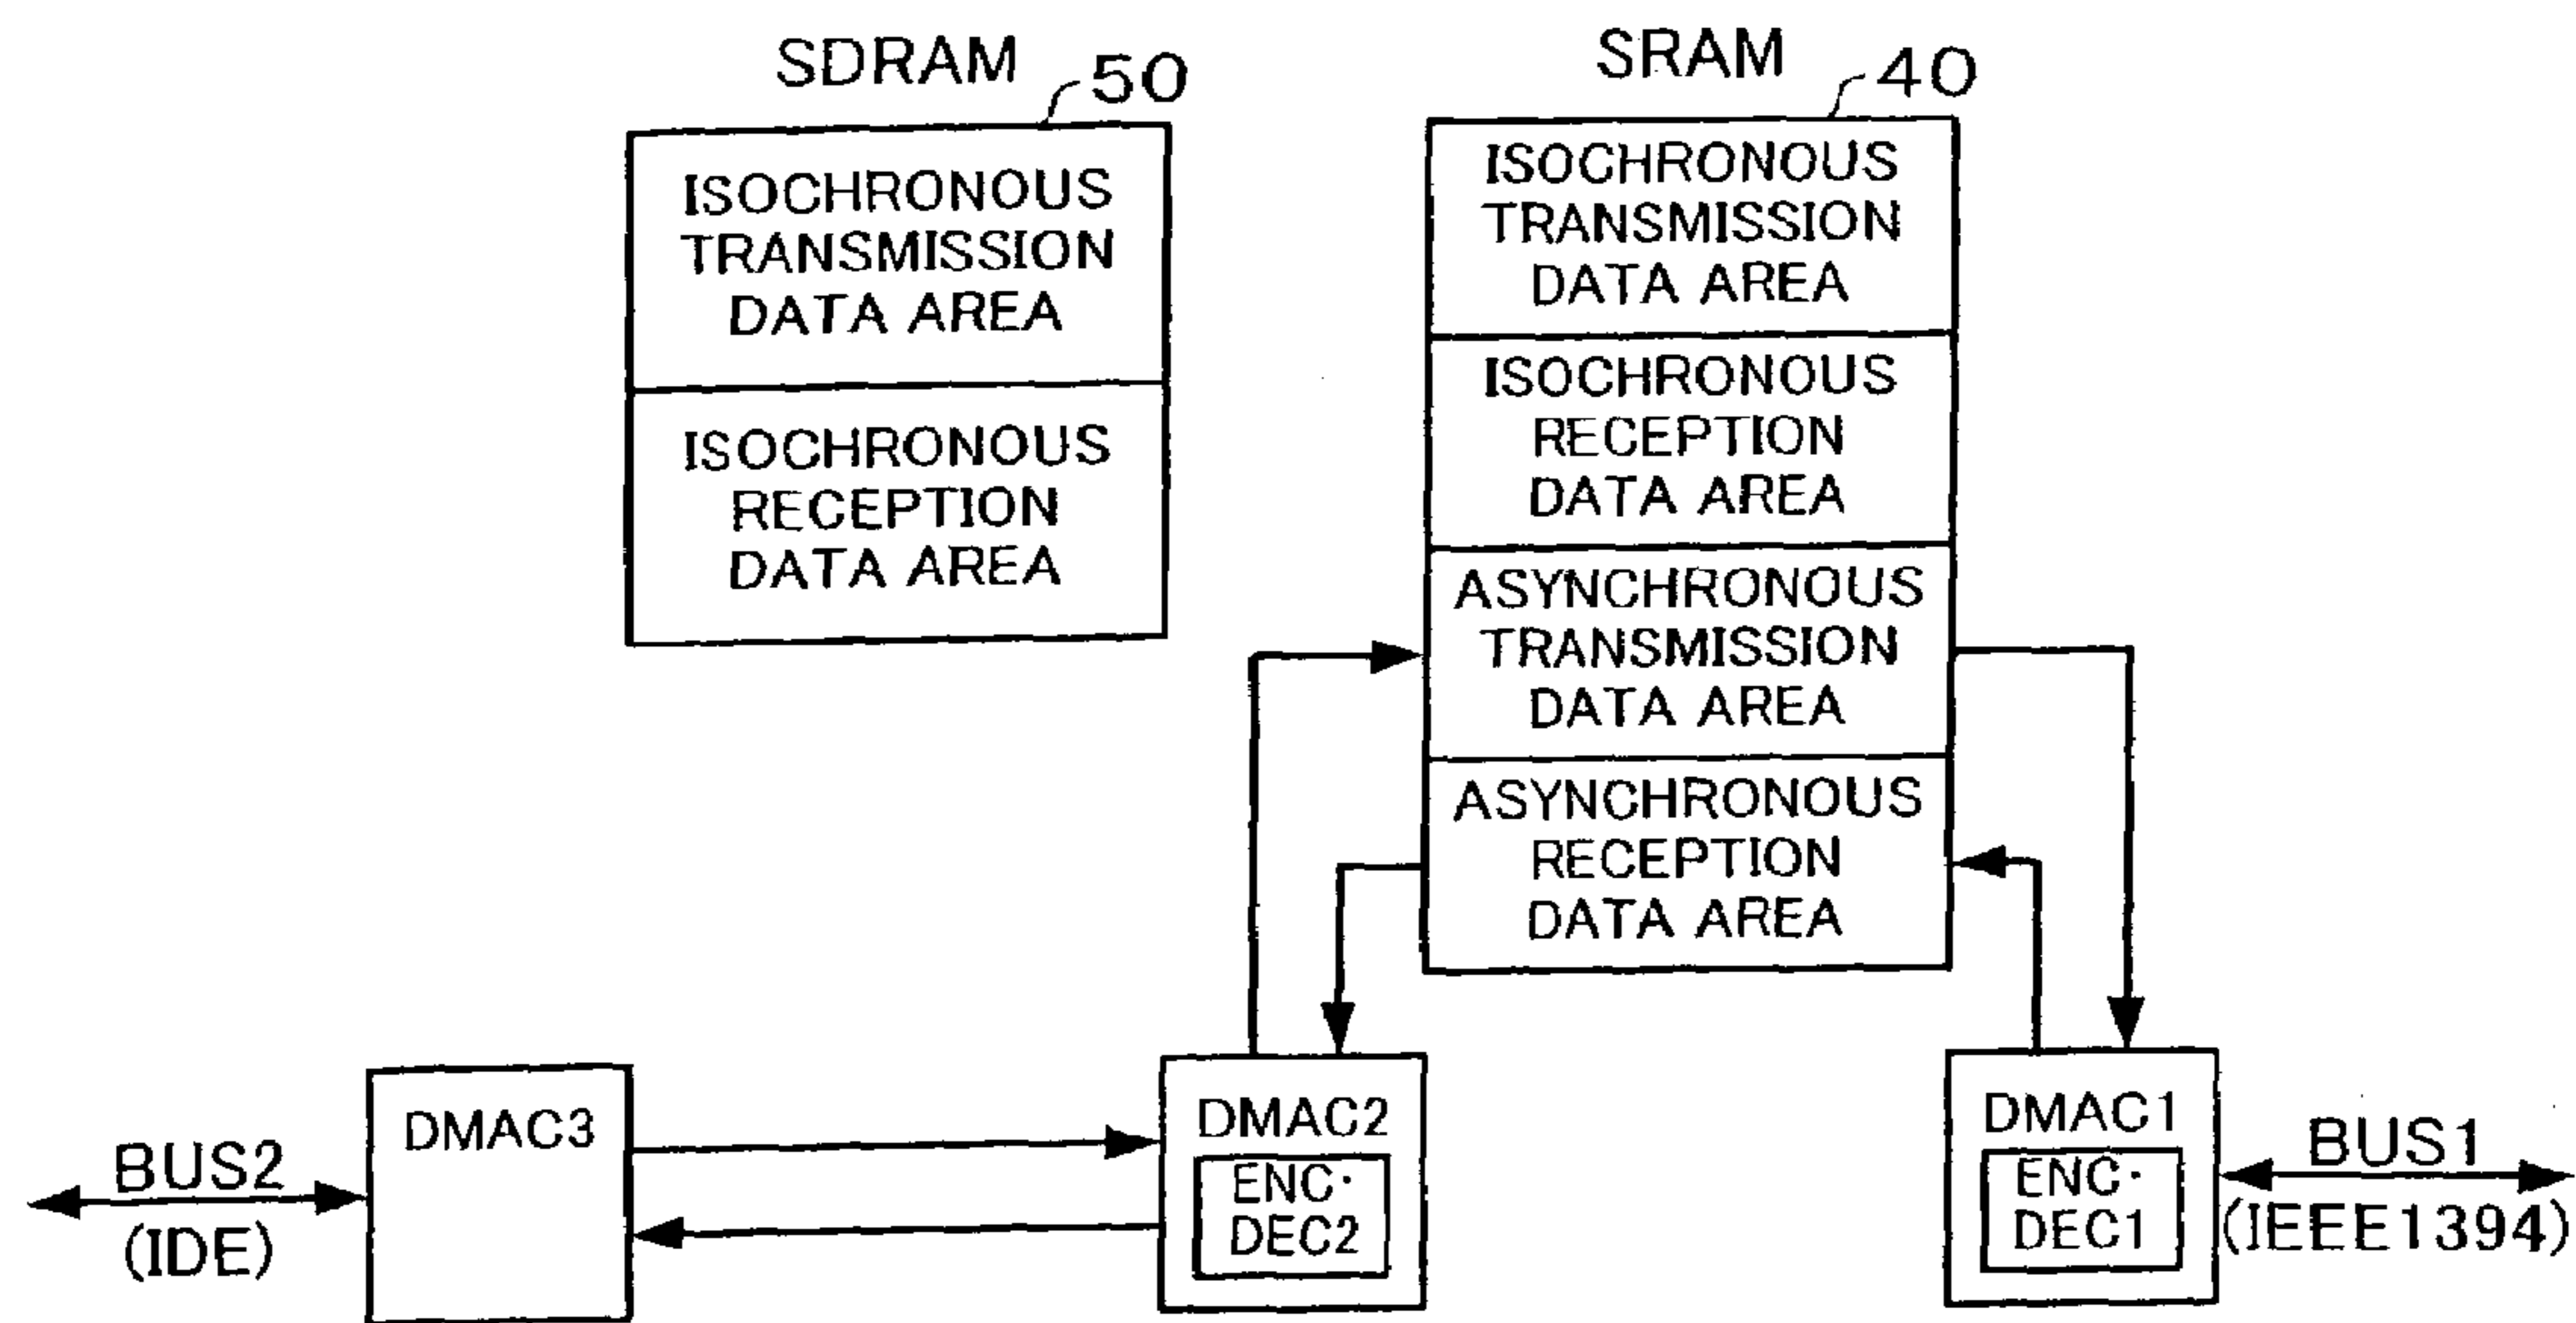 SDRAM
50
ISOCHRONOUS
TRANSMISSION
DATA AREA
ISOCHRONOUS
RECEPTION
DATA AREA
SRAM
40
ISOCHRONOUS
TRANSMISSION
DATA AREA
ISOCHRONOUS
RECEPTION
DATA AREA
ASYNCHRONOUS
TRANSMISSION
DATA AREA
ASYNCHRONOUS
RECEPTION
DATA AREA
BUS2
(IDE)
DMAC3
DMAC2
ENC·
DEC2
DMAC1
ENC·
DEC1
BUS1
(IEEE1394)